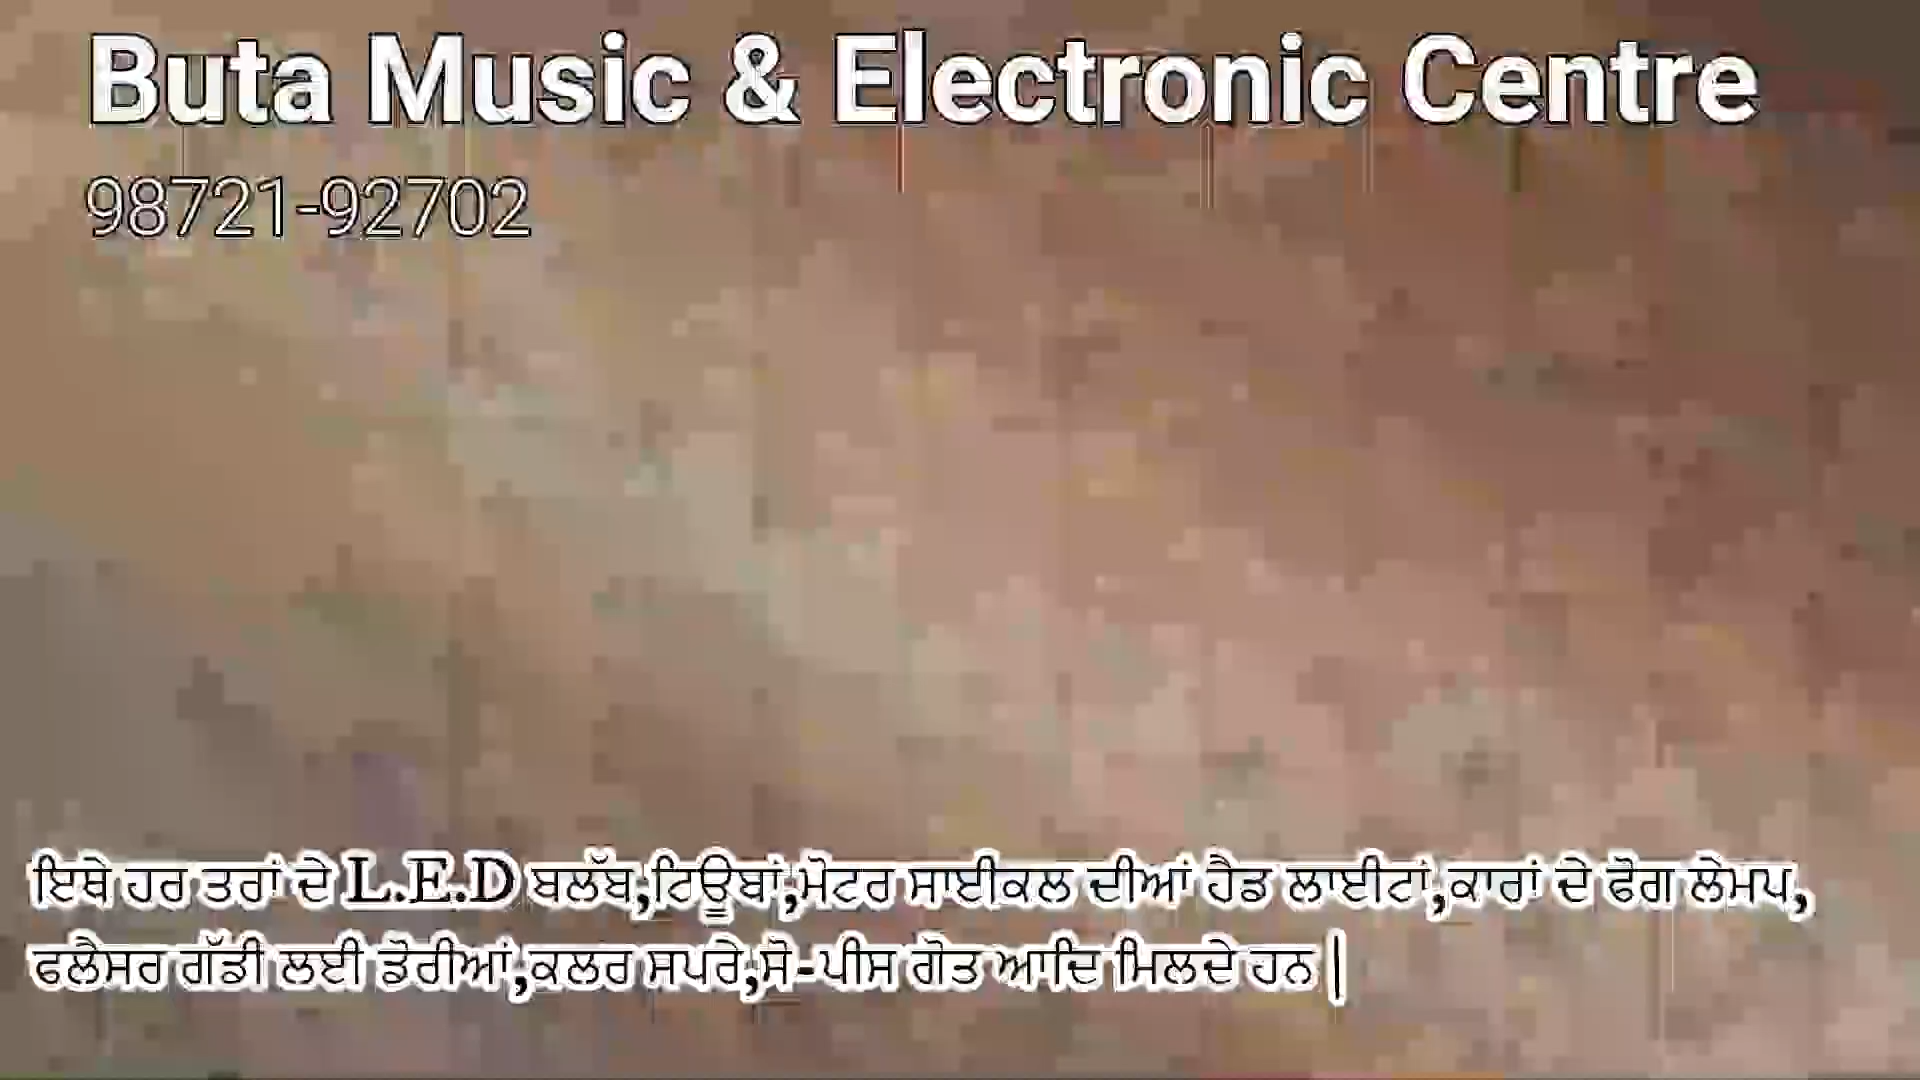 Buta Music & Electronic Centre
98721-92702
ਇਥੇ ਹਰ ਤਰਾਂ ਦੇ L.E.D ਬਲੱਬ,ਟਿਊਬਾਂ,ਮੋਟਰ ਸਾਈਕਲ ਦੀਆਂ ਹੈਡ ਲਾਈਟਾਂ,ਕਾਰਾਂ ਦੇ ਫੋਗ ਲੇਮਪ,
ਫਲੈਸਰ ਗੱਡੀ ਲਈ ਡੋਰੀਆਂ,ਕਲਰ ਸਪਰੇ,ਸੋ-ਪੀਸ ਗੋਤ ਆਦਿ ਮਿਲਦੇ ਹਨ |